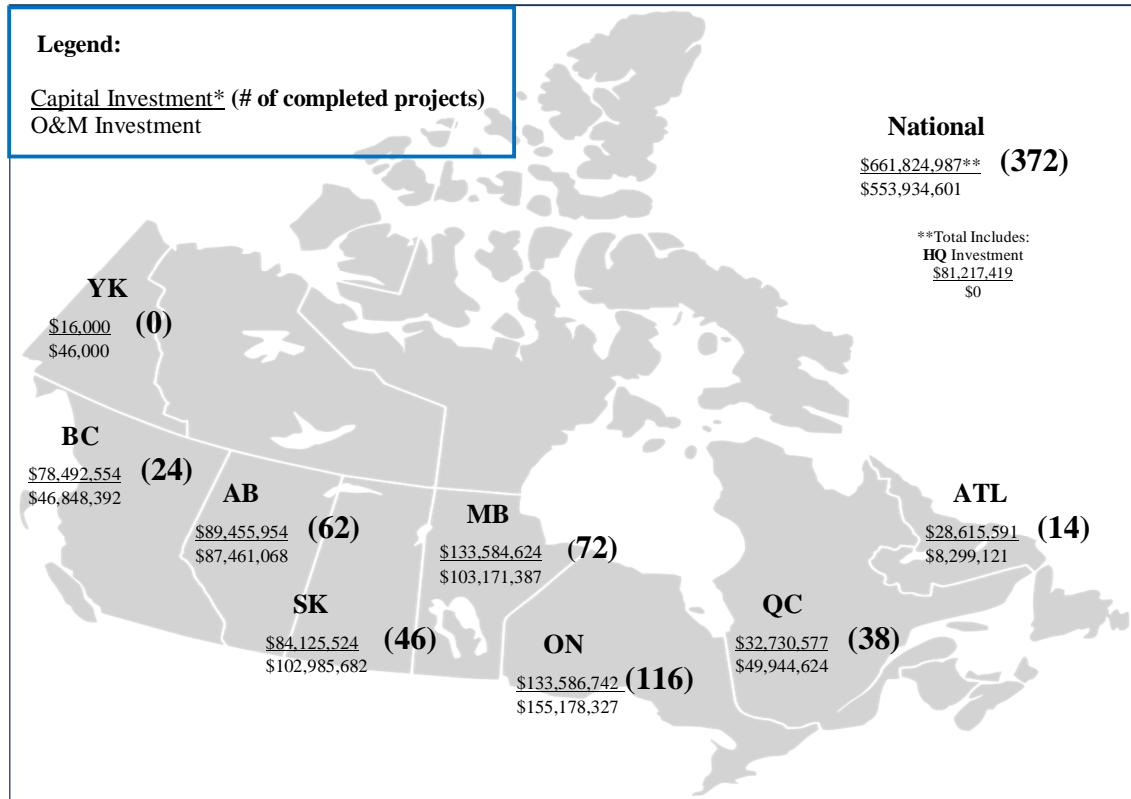 Legend:
Capital Investment* (# of completed projects)
O&M Investment
National
$661,824,987** (372)
$553,934,601
**Total Includes:
HQ Investment
$81,217,419
$0
YK
$16,000 (0)
$46,000
BC
$78,492,554 (24)
$46,848,392
AB
$89,455,954 (62)
$87,461,068
SK
$84,125,524 (46)
$102,985,682
MB
$133,584,624 (72)
$103,171,387
ON
$133,586,742 (116)
$155,178,327
QC
$32,730,577 (38)
$49,944,624
ATL
$28,615,591 (14)
$8,299,121